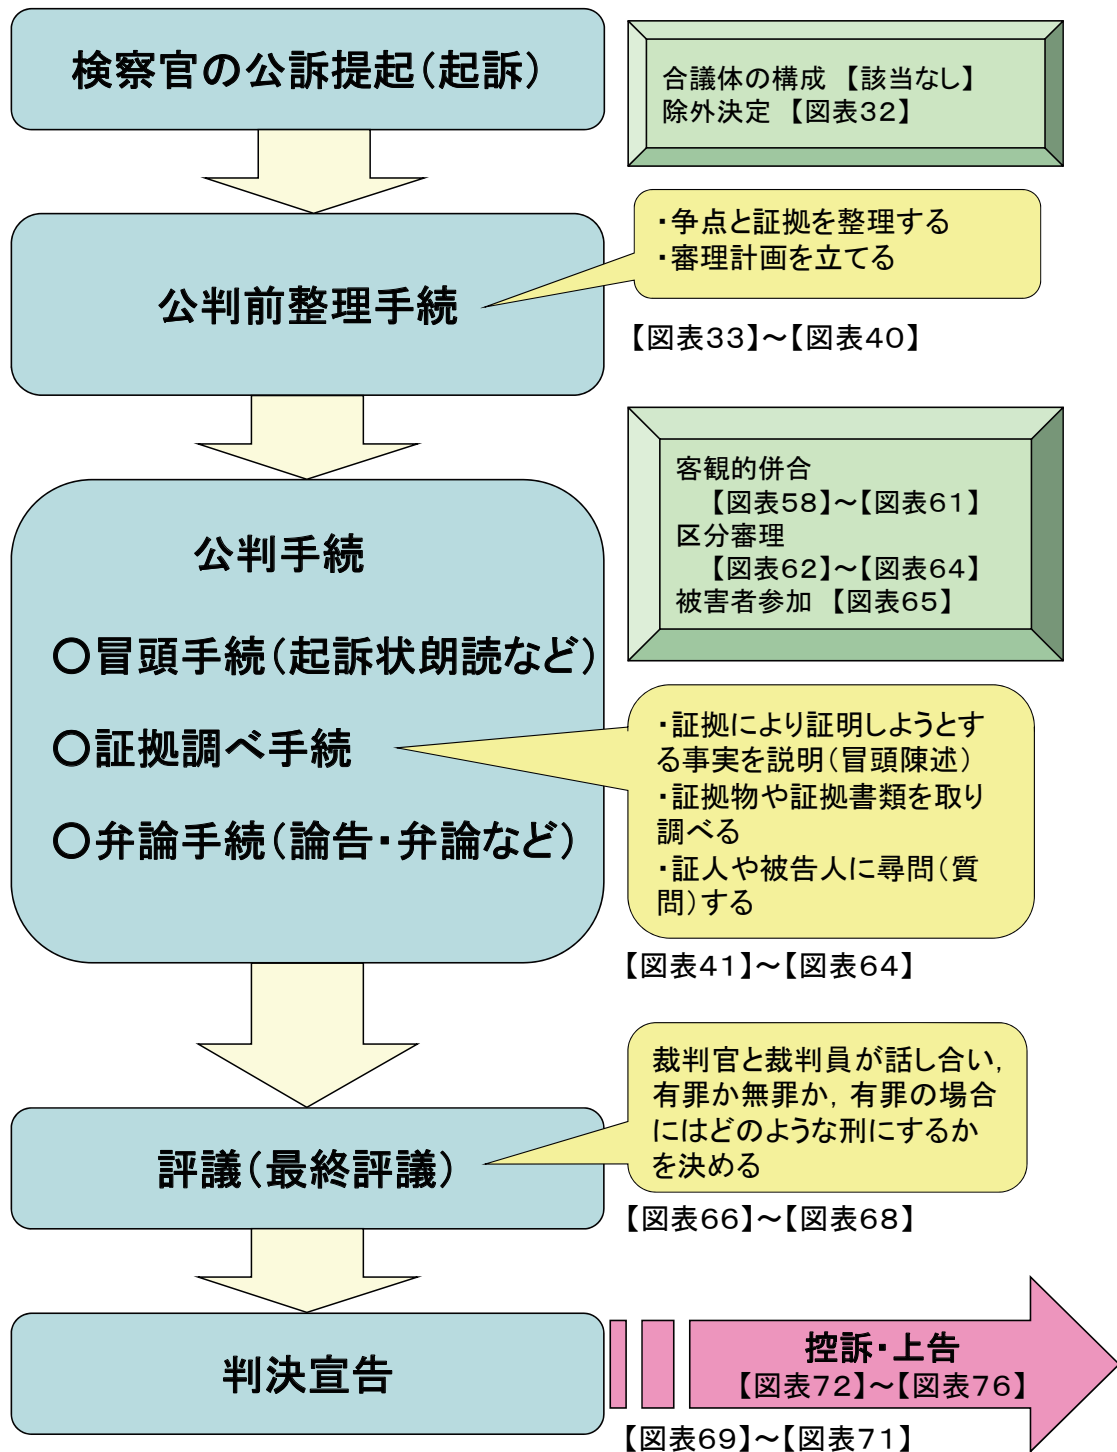 検察官の公訴提起（起訴）
合議体の構成 【該当なし】
除外決定 【図表32】
公判前整理手続
・争点と証拠を整理する
・審理計画を立てる
【図表33】～【図表40】
客観的併合
【図表58】～【図表61】
区分審理
【図表62】～【図表64】
被害者参加 【図表65】
公判手続
○冒頭手続（起訴状朗読など）
○証拠調べ手続
○弁論手続（論告・弁論など）
・証拠により証明しようとす
る事実を説明（冒頭陳述）
・証拠物や証拠書類を取り
調べる
・証人や被告人に尋問（質
問）する
【図表41】～【図表64】
評議（最終評議）
裁判官と裁判員が話し合い，
有罪か無罪か，有罪の場合
にはどのような刑にするか
を決める
【図表66】～【図表68】
判決宣告
控訴・上告
【図表72】～【図表76】
【図表69】～【図表71】